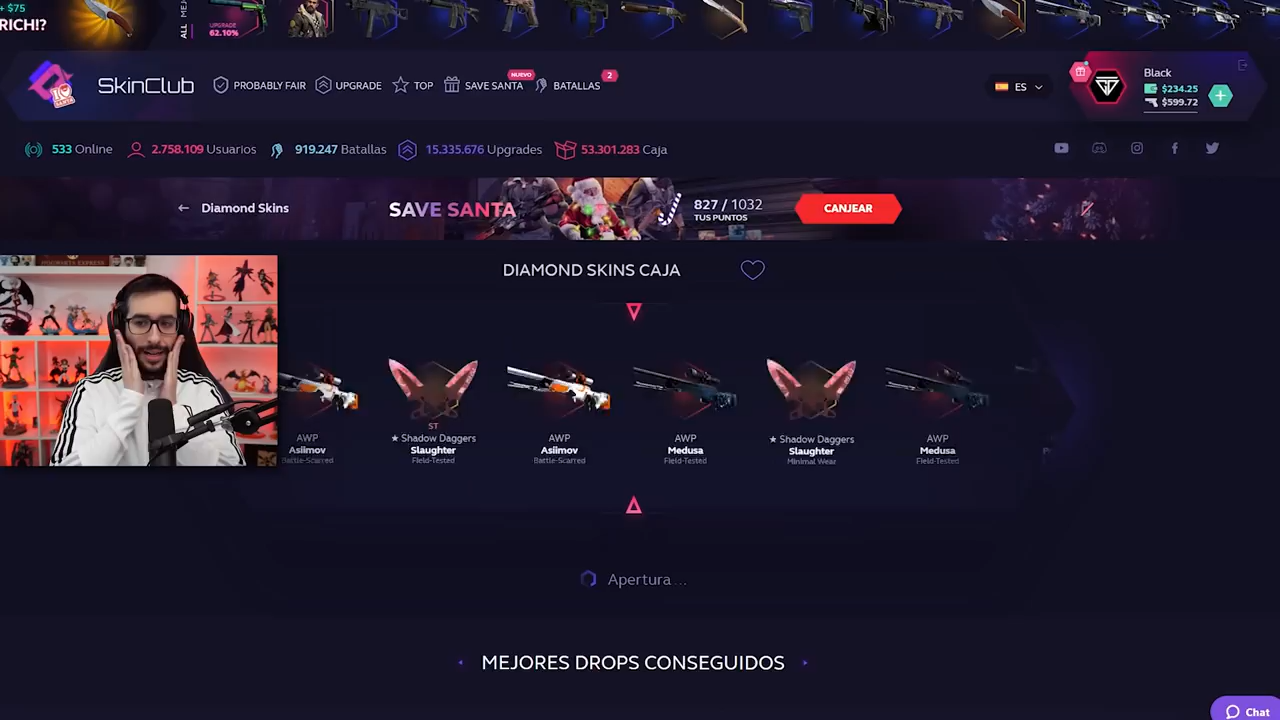 + $75
RICH!?
UPGRADE
62.10%
SkinClub
PROBABLY FAIR
UPGRADE
TOP
SAVE SANTA
NUEVO
BATALLAS
2
ES
Black
$234.25
$599.72
533 Online
2.758.109 Usuarios
919.247 Batallas
15.335.676 Upgrades
53.301.283 Caja
← Diamond Skins
SAVE SANTA
827 / 1032
TUS PUNTOS
CANJEAR
DIAMOND SKINS CAJA
AWP
Asiimov
Battle-Scarred
ST
★ Shadow Daggers
Slaughter
Field-Tested
AWP
Asiimov
Battle-Scarred
AWP
Medusa
Field-Tested
★ Shadow Daggers
Slaughter
Minimal Wear
AWP
Medusa
Field-Tested
Apertura ...
MEJORES DROPS CONSEGUIDOS
Chat